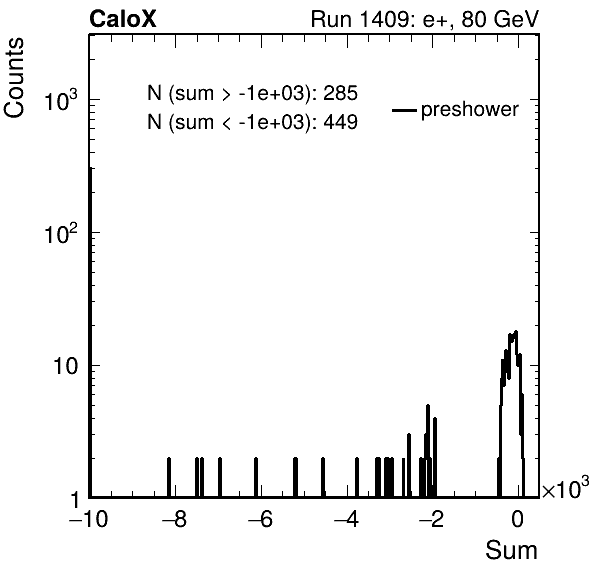 CaloX Run 1409: e+, 80 GeV
Counts
N (sum > -1e+03): 285
N (sum < -1e+03): 449
preshower
10³
10²
10
1
−10 −8 −6 −4 −2 0 ×10³
Sum